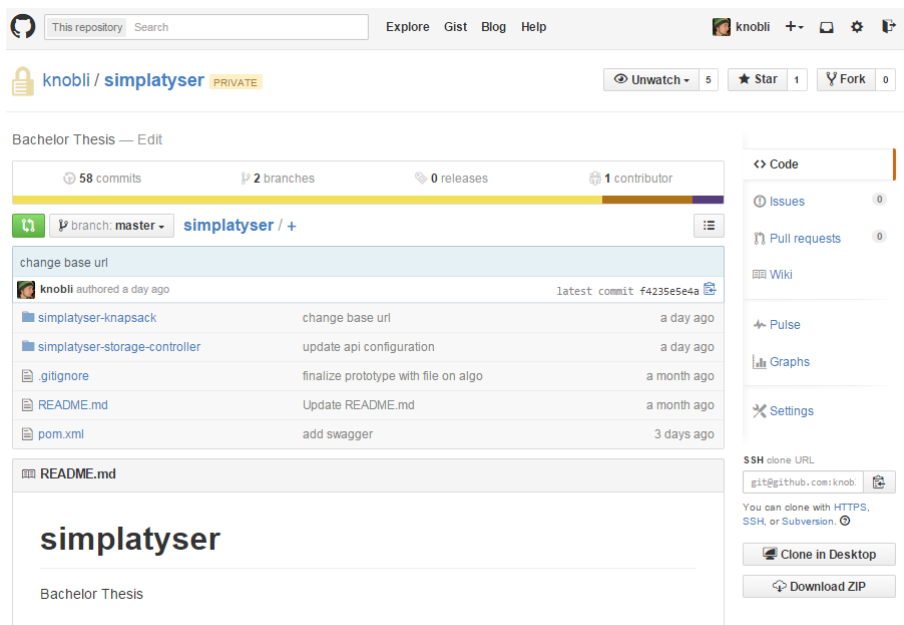 This repository Search Explore Gist Blog Help knobli
knobli / simplatyser PRIVATE Unwatch 5 Star 1 Fork 0
Bachelor Thesis — Edit
58 commits 2 branches 0 releases 1 contributor
branch: master simplatyser / +
change base url
knobli authored a day ago latest commit f4235e5e4a
simplatyser-knapsack change base url a day ago
simplatyser-storage-controller update api configuration a day ago
.gitignore finalize prototype with file on algo a month ago
README.md Update README.md a month ago
pom.xml add swagger 3 days ago
README.md
simplatyser
Bachelor Thesis
Code
Issues 0
Pull requests 0
Wiki
Pulse
Graphs
Settings
SSH clone URL
git@github.com:knob
You can clone with HTTPS,
SSH, or Subversion.
Clone in Desktop
Download ZIP